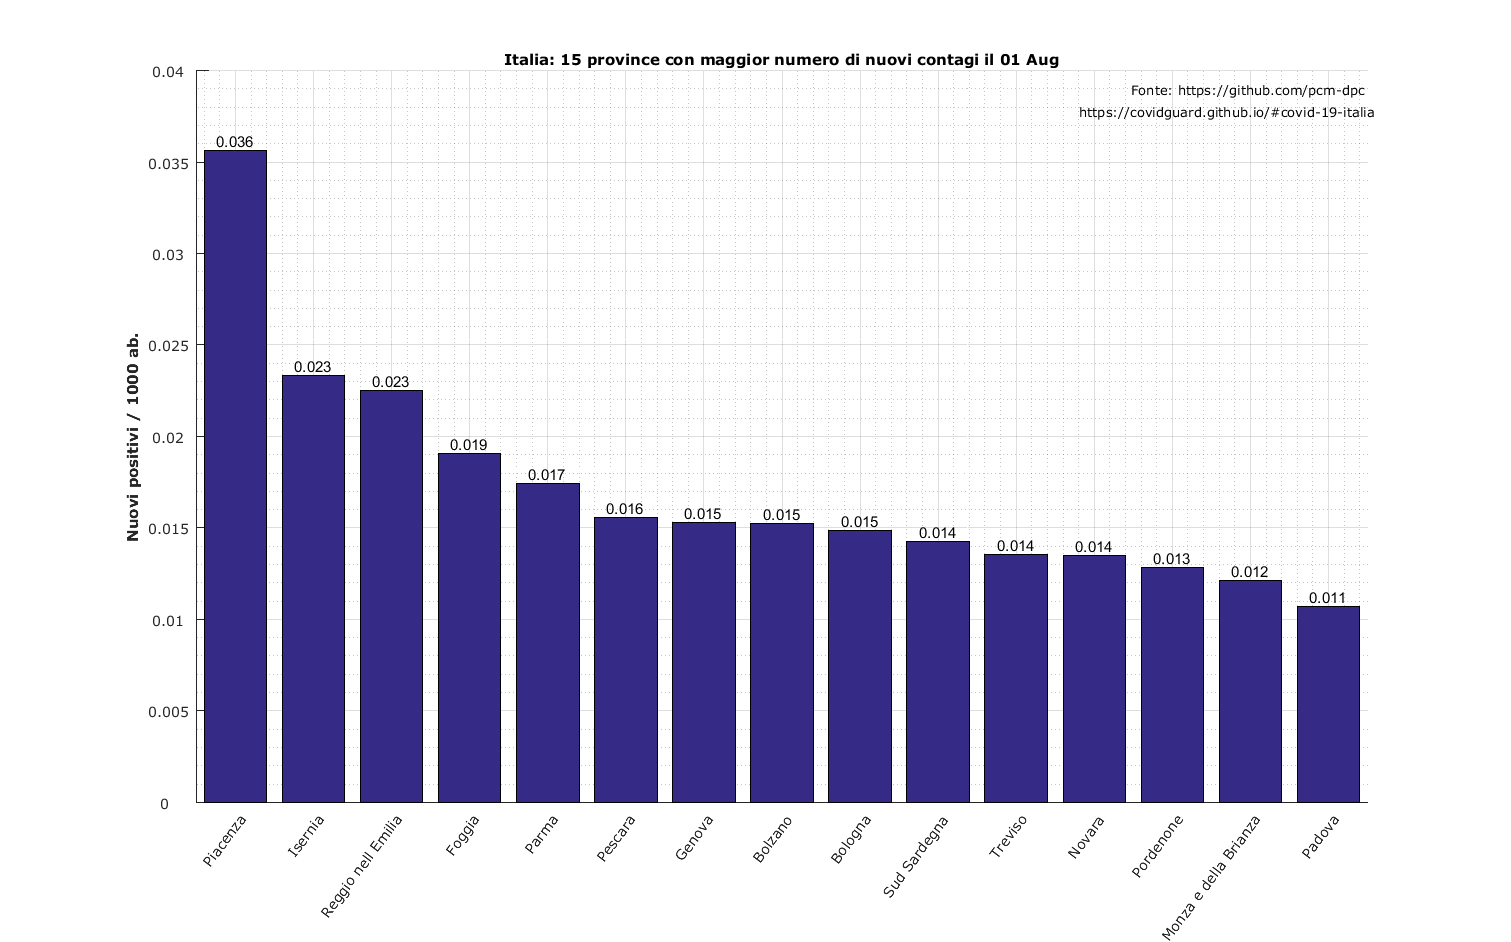 Italia: 15 province con maggior numero di nuovi contagi il 01 Aug
Fonte: https://github.com/pcm-dpc
https://covidguard.github.io/#covid-19-italia
Nuovi positivi / 1000 ab.
0.04
0.035
0.03
0.025
0.02
0.015
0.01
0.005
0
0.036
0.023
0.023
0.019
0.017
0.016
0.015
0.015
0.015
0.014
0.014
0.014
0.013
0.012
0.011
Piacenza
Isernia
Reggio nell Emilia
Foggia
Parma
Pescara
Genova
Bolzano
Bologna
Sud Sardegna
Treviso
Novara
Pordenone
Monza e della Brianza
Padova